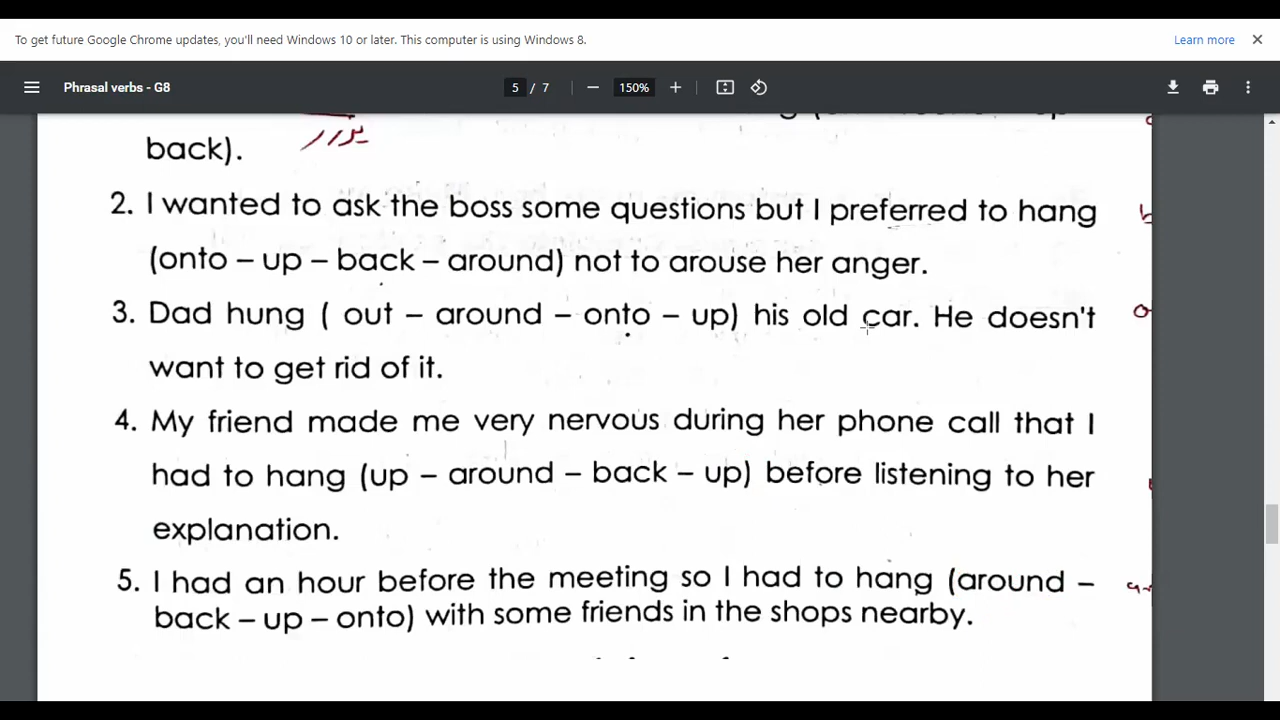 To get future Google Chrome updates, you'll need Windows 10 or later. This computer is using Windows 8.
Learn more
Phrasal verbs - G8
5 / 7
150%
back).
2. I wanted to ask the boss some questions but I preferred to hang
(onto – up – back – around) not to arouse her anger.
3. Dad hung ( out – around – onto – up) his old car. He doesn't
want to get rid of it.
4. My friend made me very nervous during her phone call that I
had to hang (up – around – back – up) before listening to her
explanation.
5. I had an hour before the meeting so I had to hang (around –
back – up – onto) with some friends in the shops nearby.